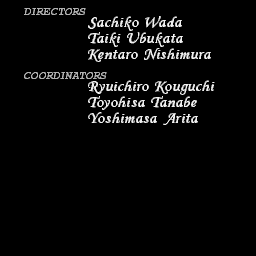 DIRECTORS
Sachiko Wada
Taiki Ubukata
Kentaro Nishimura
COORDINATORS
Ryuichiro Kouguchi
Toyohisa Tanabe
Yoshimasa Arita